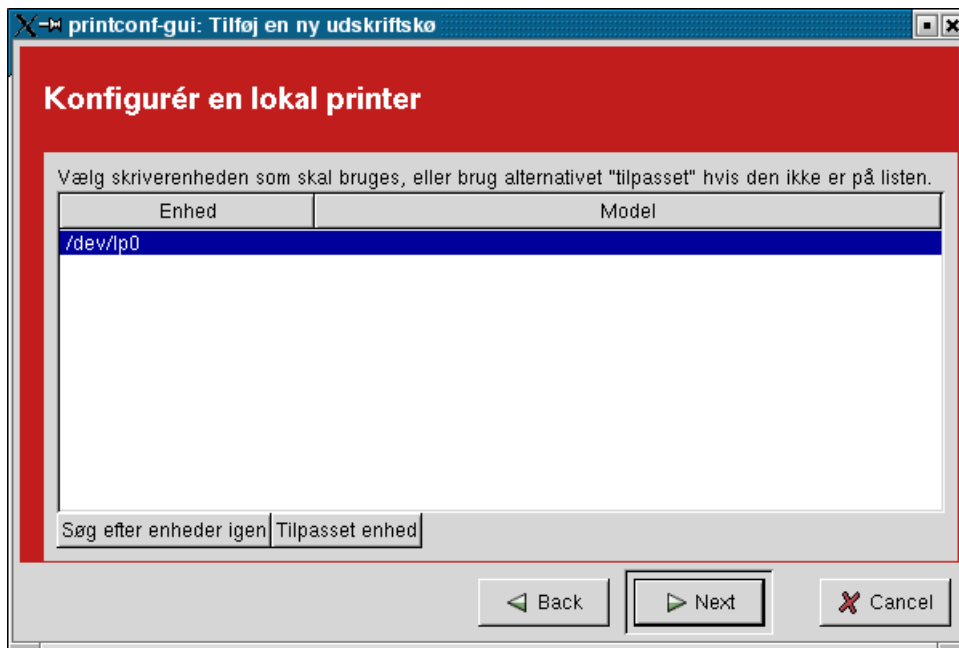 printconf-gui: Tilføj en ny udskriftskø
Konfigurér en lokal printer
Vælg skriverenheden som skal bruges, eller brug alternativet "tilpasset" hvis den ikke er på listen.
Enhed Model
/dev/lp0
Søg efter enheder igen Tilpasset enhed
Back Next Cancel